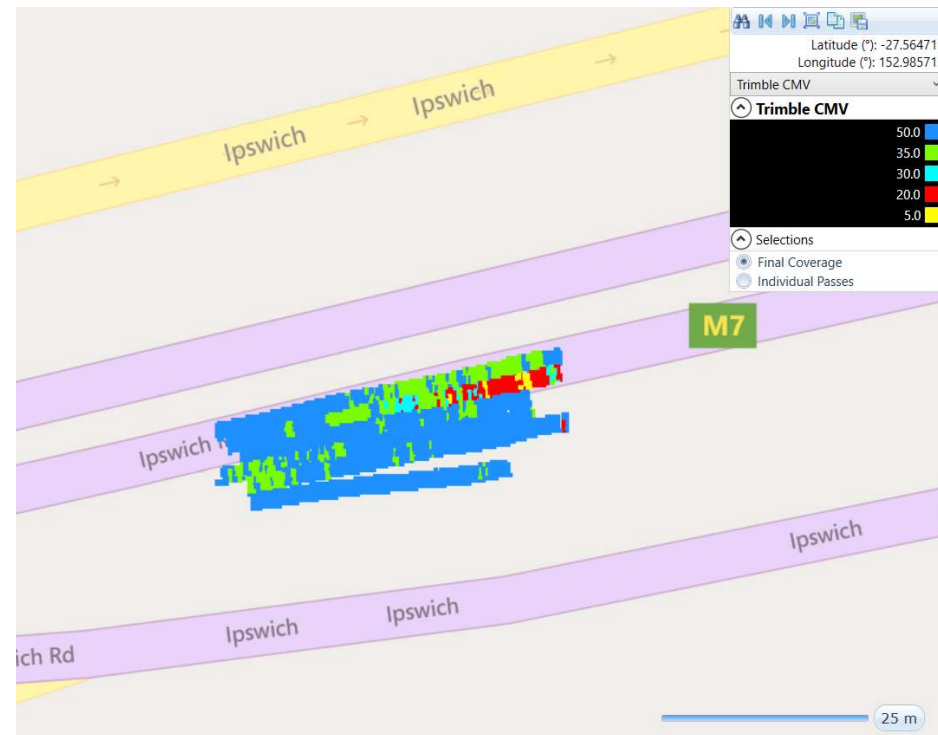 Latitude (°): -27.56471
Longitude (°): 152.98571
Trimble CMV
Trimble CMV
50.0
35.0
30.0
20.0
5.0
Selections
Final Coverage
Individual Passes
Ipswich
Ipswich
M7
Ipswich
Ipswich
Ipswich
Ipswich
ich Rd
25 m